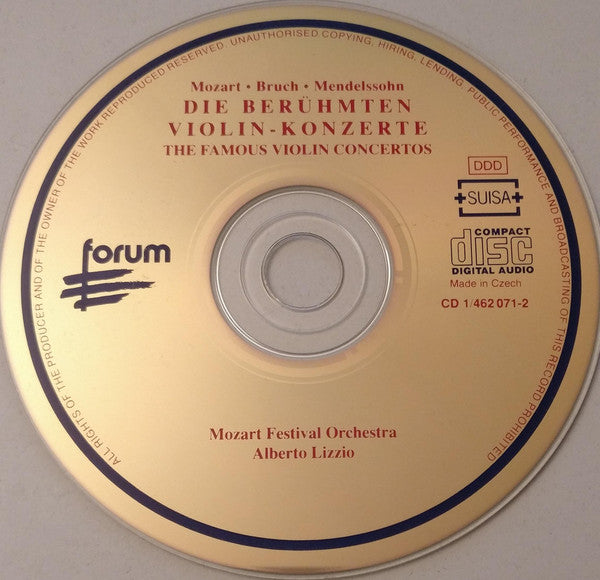 ALL RIGHTS OF THE PRODUCER AND OF THE OWNER OF THE WORK REPRODUCED RESERVED. UNAUTHORISED COPYING, HIRING, LENDING, PUBLIC PERFORMANCE AND BROADCASTING OF THIS RECORD PROHIBITED
Mozart · Bruch · Mendelssohn
DIE BERÜHMTEN
VIOLIN-KONZERTE
THE FAMOUS VIOLIN CONCERTOS
DDD
SUISA
forum
COMPACT
disc
DIGITAL AUDIO
Made in Czech
CD 1/462 071-2
Mozart Festival Orchestra
Alberto Lizzio